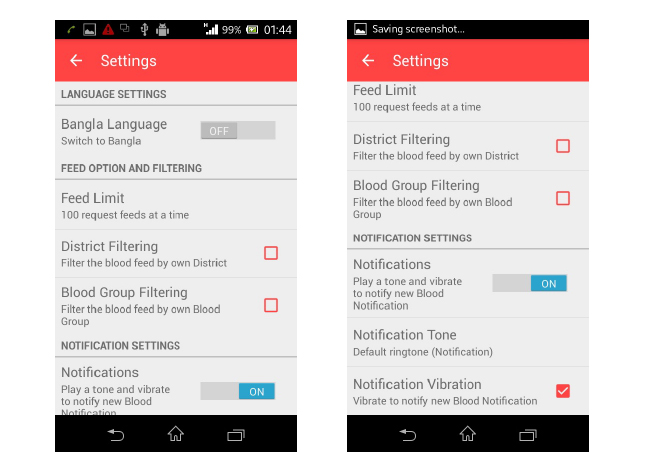 H 99% 01:44
Settings
LANGUAGE SETTINGS
Bangla Language
Switch to Bangla
OFF
FEED OPTION AND FILTERING
Feed Limit
100 request feeds at a time
District Filtering
Filter the blood feed by own District
Blood Group Filtering
Filter the blood feed by own Blood
Group
NOTIFICATION SETTINGS
Notifications
Play a tone and vibrate
to notify new Blood
Notification
ON
Saving screenshot...
Settings
Feed Limit
100 request feeds at a time
District Filtering
Filter the blood feed by own District
Blood Group Filtering
Filter the blood feed by own Blood
Group
NOTIFICATION SETTINGS
Notifications
Play a tone and vibrate
to notify new Blood
Notification
ON
Notification Tone
Default ringtone (Notification)
Notification Vibration
Vibrate to notify new Blood Notification